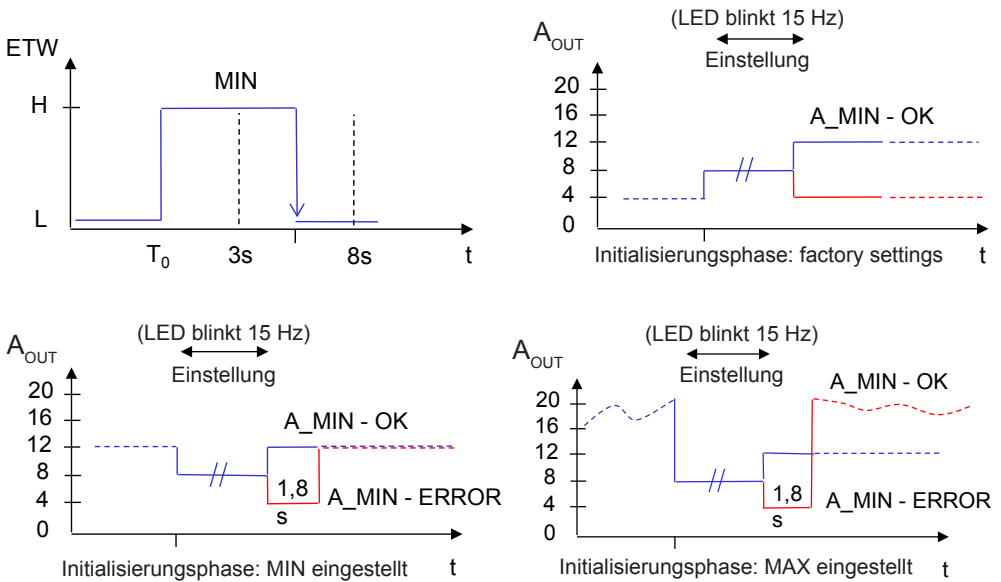 ETW
H
L
MIN
T0
3s
8s
t
(LED blinkt 15 Hz)
AOUT
Einstellung
20
16
12
8
4
0
A_MIN - OK
Initialisierungsphase: factory settings
t
(LED blinkt 15 Hz)
AOUT
Einstellung
20
16
12
8
4
0
A_MIN - OK
1,8
s
A_MIN - ERROR
Initialisierungsphase: MIN eingestellt
t
(LED blinkt 15 Hz)
AOUT
Einstellung
20
16
12
8
4
0
A_MIN - OK
1,8
s
A_MIN - ERROR
Initialisierungsphase: MAX eingestellt
t